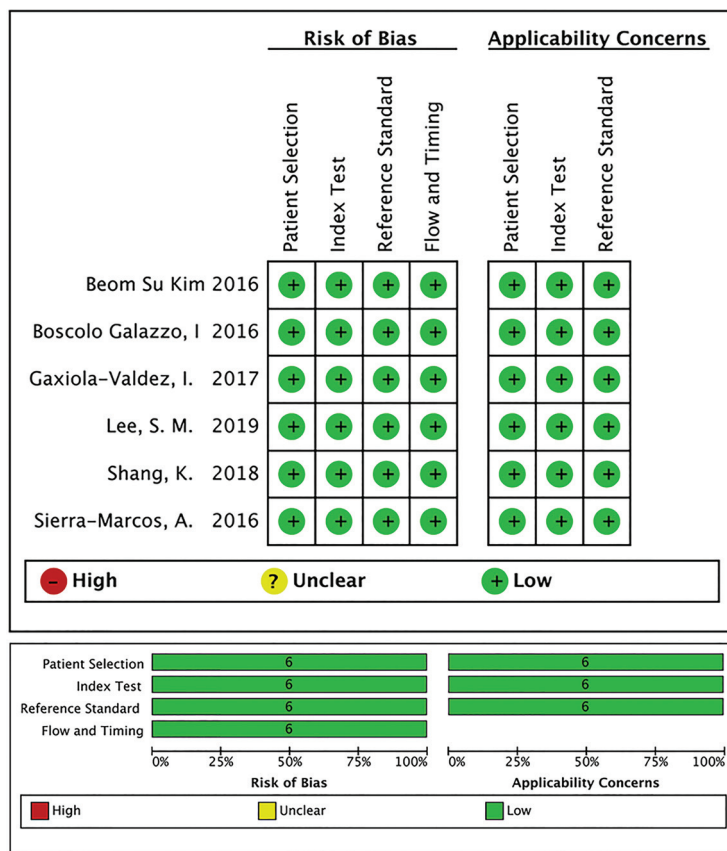 Risk of Bias Applicability Concerns
Patient Selection
Index Test
Reference Standard
Flow and Timing
Patient Selection
Index Test
Reference Standard
Beom Su Kim 2016 + + + + + + +
Boscolo Galazzo, I 2016 + + + + + + +
Gaxiola-Valdez, I. 2017 + + + + + + +
Lee, S. M. 2019 + + + + + + +
Shang, K. 2018 + + + + + + +
Sierra-Marcos, A. 2016 + + + + + + +
- High ? Unclear + Low
Patient Selection 6 6
Index Test 6 6
Reference Standard 6 6
Flow and Timing 6
0% 25% 50% 75% 100% 0% 25% 50% 75% 100%
Risk of Bias Applicability Concerns
High Unclear Low